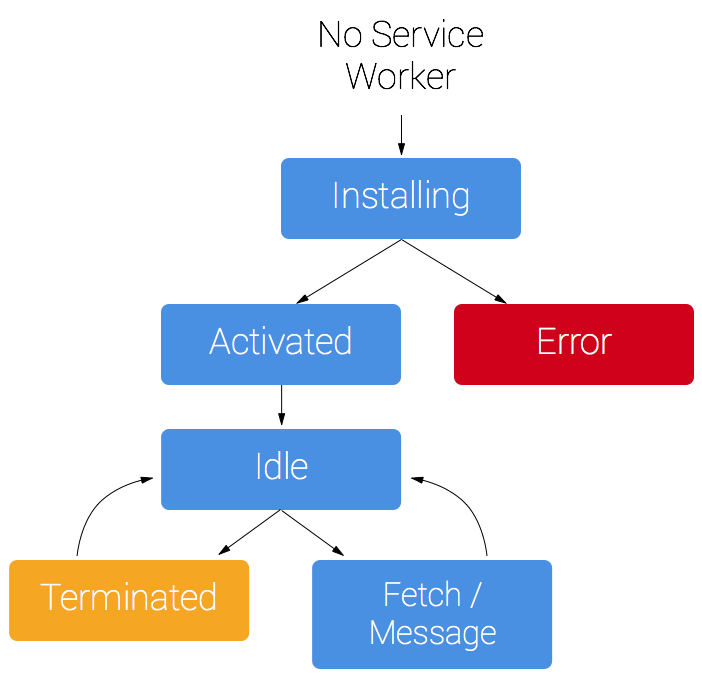 No Service
Worker
Installing
Activated
Error
Idle
Terminated
Fetch /
Message